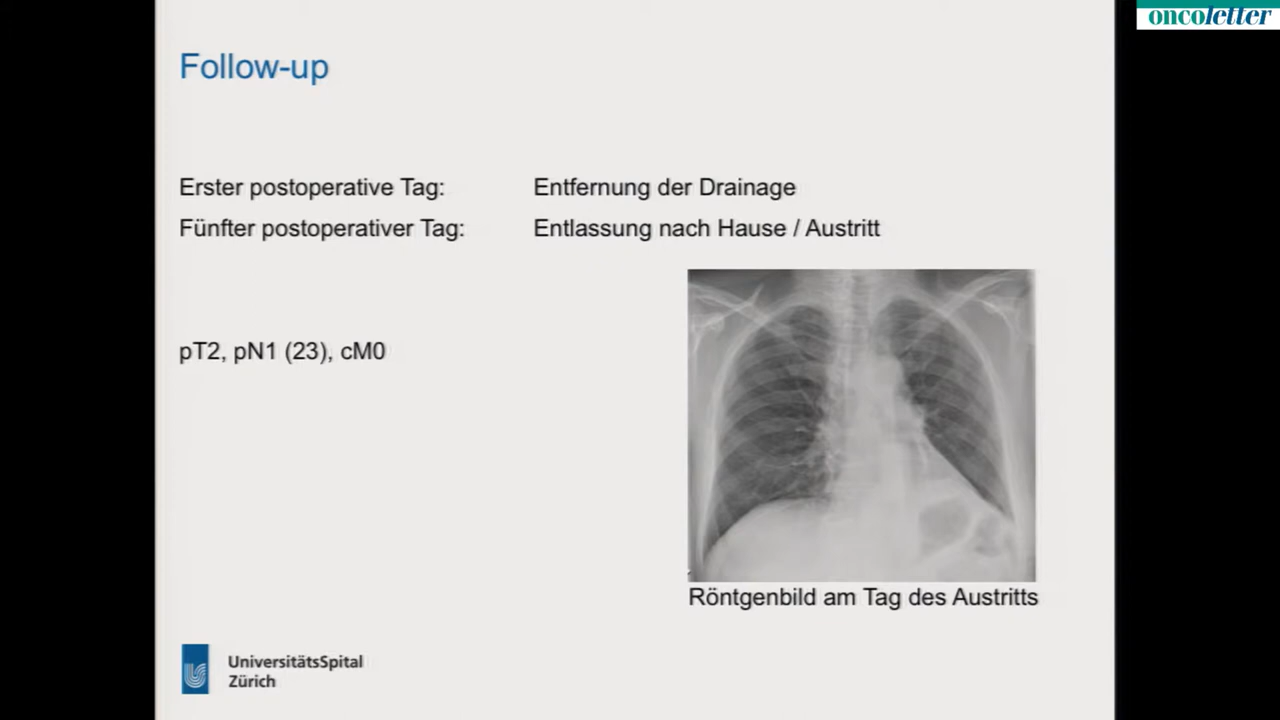 oncoletter
Follow-up
Erster postoperative Tag: Entfernung der Drainage
Fünfter postoperativer Tag: Entlassung nach Hause / Austritt
pT2, pN1 (23), cM0
Röntgenbild am Tag des Austritts
UniversitätsSpital
Zürich